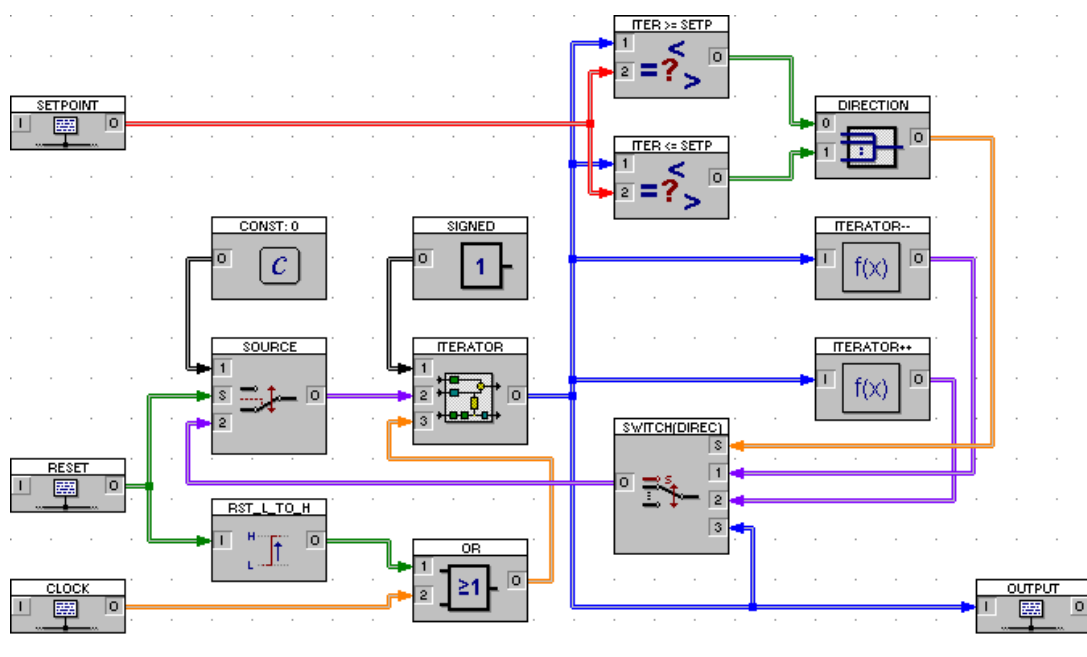 ITER >= SETP
1
O
2
= ? < >
SETPOINT
I
O
DIRECTION
0
O
1
ITER <= SETP
1
O
2
= ? < >
CONST: 0
O
C
SIGNED
O
1
ITERATOR--
I
f(x)
O
SOURCE
1
S
O
2
ITERATOR
1
2
O
3
ITERATOR++
I
f(x)
O
SWITCH(DIREC)
S
1
O
S
2
3
RESET
I
O
RST_L_TO_H
I
H
L
O
OR
1
≥1
O
2
CLOCK
I
O
OUTPUT
I
O